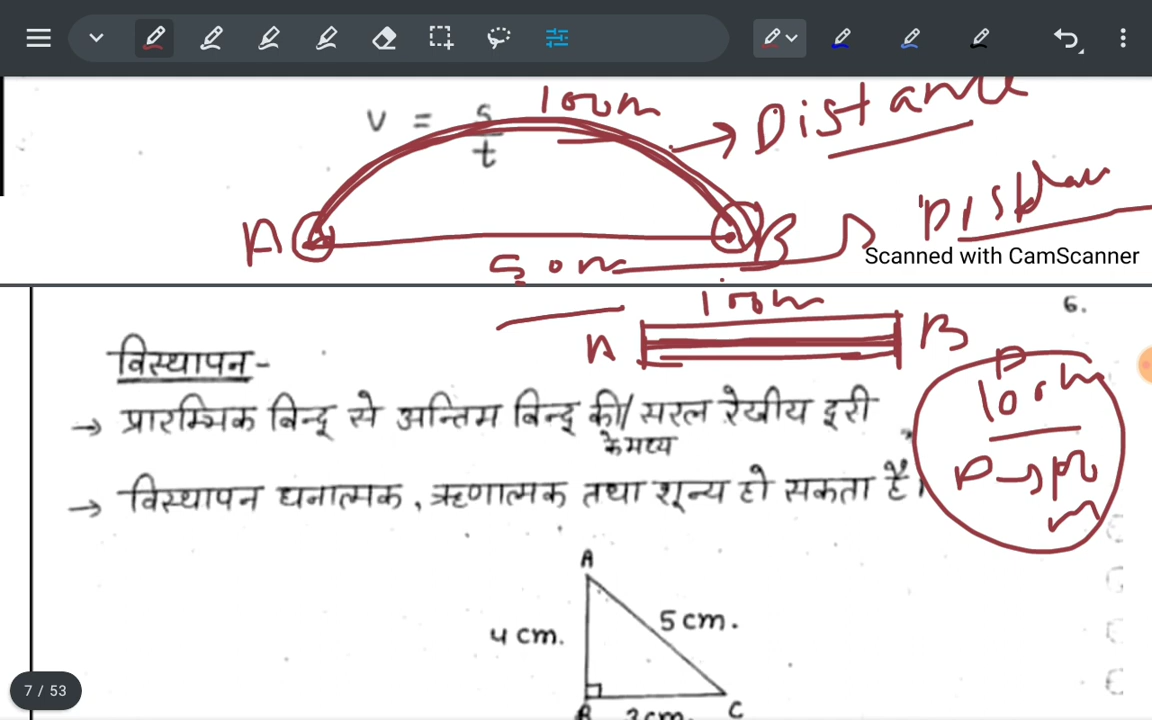 v = s/t
100m
Distance
A
B
50m
Scanned with CamScanner
100m
6.
A
B
विस्थापन-
→ प्रारम्भिक बिन्दू से अन्तिम बिन्दू की/ सरल रेखीय दूरी
के मध्य
→ विस्थापन धनात्मक, ऋणात्मक तथा शून्य हो सकता है।
100m
A
4 cm.
5 cm.
B
3cm.
C
7 / 53